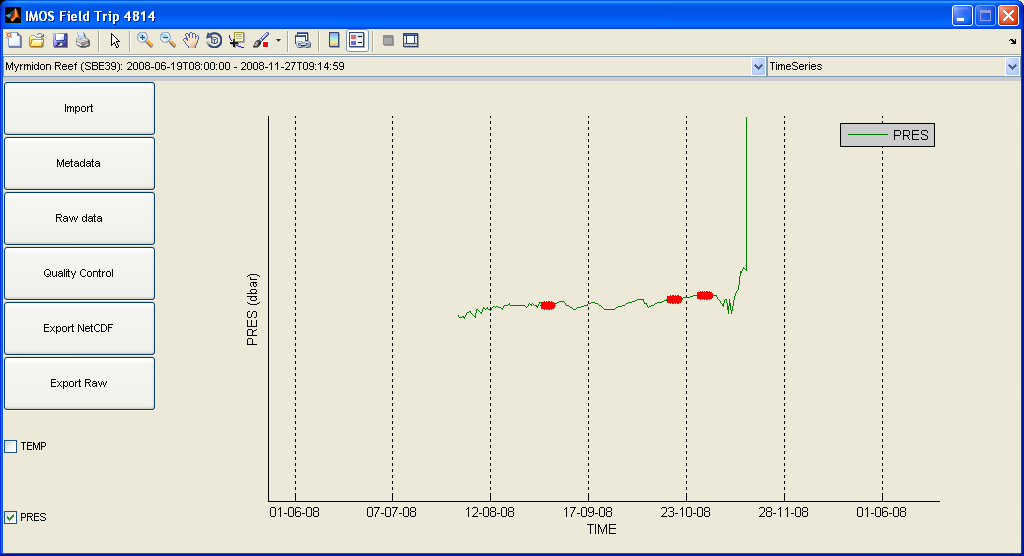 IMOS Field Trip 4814
Myrmidon Reef (SBE39): 2008-06-19T08:00:00 - 2008-11-27T09:14:59
TimeSeries
Import
Metadata
Raw data
Quality Control
Export NetCDF
Export Raw
TEMP
PRES
PRES
PRES (dbar)
01-06-08
07-07-08
12-08-08
17-09-08
23-10-08
28-11-08
01-06-08
TIME